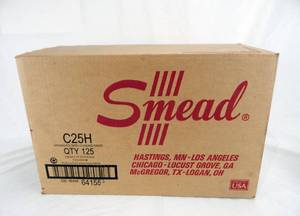 Smead®
C25H
QTY 125
64155
HASTINGS, MN-LOS ANGELES
CHICAGO-LOCUST GROVE, GA
McGREGOR, TX-LOGAN, OH
USA